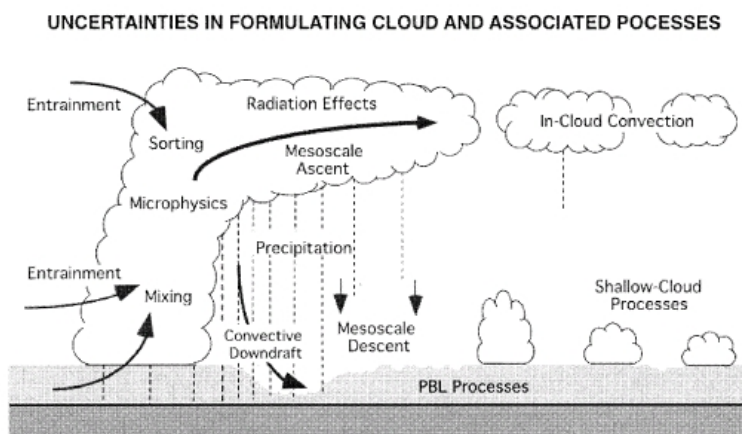 UNCERTAINTIES IN FORMULATING CLOUD AND ASSOCIATED POCESSES
Entrainment
Radiation Effects
In-Cloud Convection
Sorting
Mesoscale
Ascent
Microphysics
Precipitation
Entrainment
Mixing
Shallow-Cloud
Processes
Convective
Downdraft
Mesoscale
Descent
PBL Processes